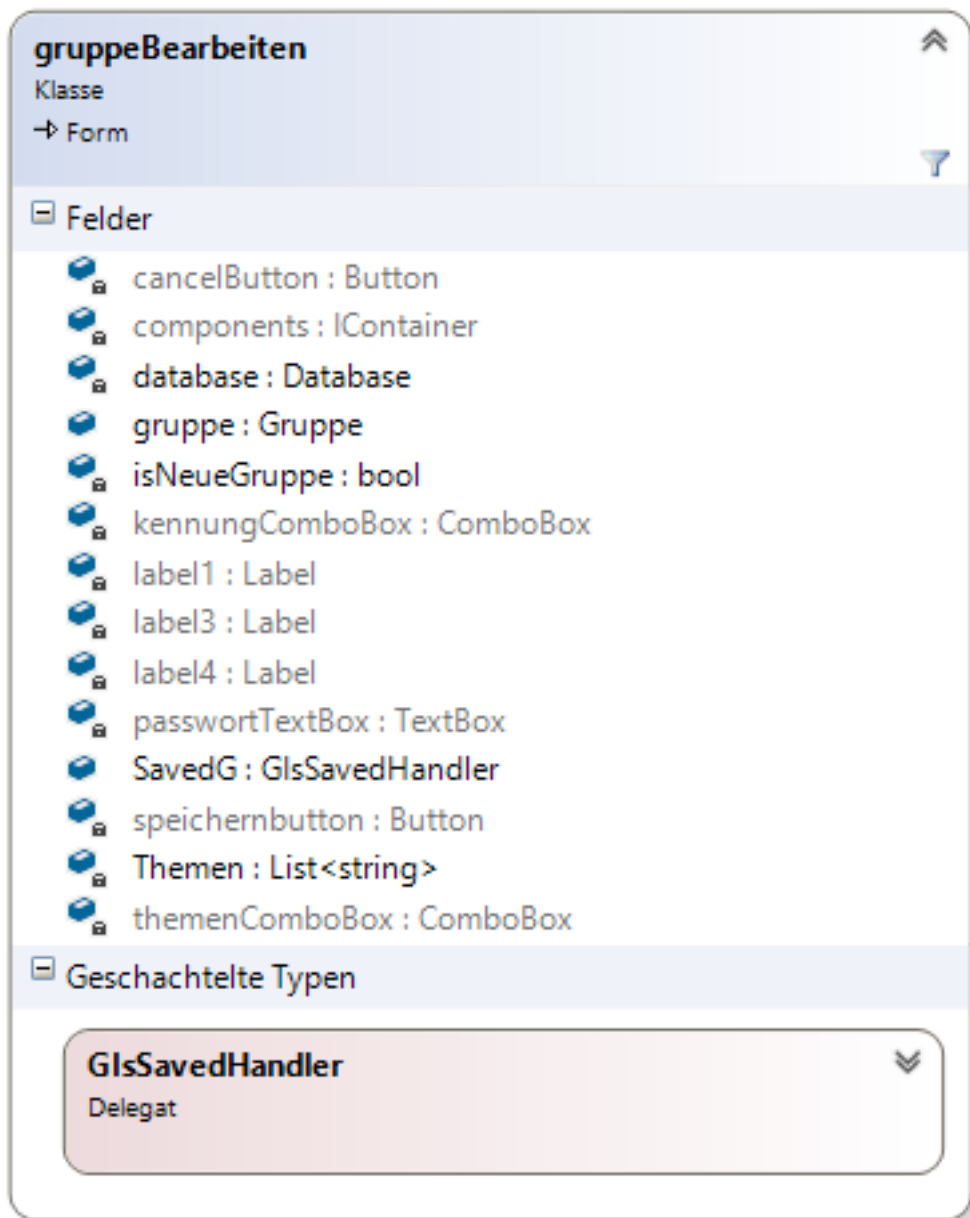 gruppeBearbeiten
Klasse
Form
Felder
cancelButton : Button
components : IContainer
database : Database
gruppe : Gruppe
isNeueGruppe : bool
kennungComboBox : ComboBox
label1 : Label
label3 : Label
label4 : Label
passwortTextBox : TextBox
SavedG : GIsSavedHandler
speichernbutton : Button
Themen : List<string>
themenComboBox : ComboBox
Geschachtelte Typen
GIsSavedHandler
Delegat